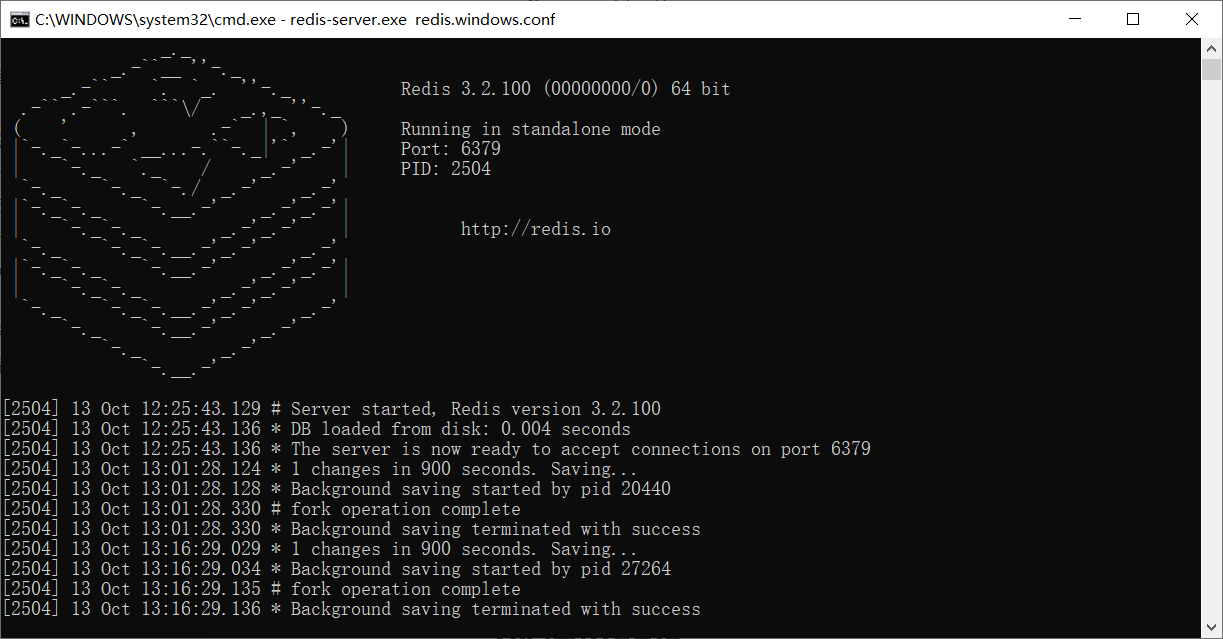 C:\WINDOWS\system32\cmd.exe - redis-server.exe  redis.windows.conf
Redis 3.2.100 (00000000/0) 64 bit
Running in standalone mode
Port: 6379
PID: 2504
http://redis.io
[2504] 13 Oct 12:25:43.129 # Server started, Redis version 3.2.100
[2504] 13 Oct 12:25:43.136 * DB loaded from disk: 0.004 seconds
[2504] 13 Oct 12:25:43.136 * The server is now ready to accept connections on port 6379
[2504] 13 Oct 13:01:28.124 * 1 changes in 900 seconds. Saving...
[2504] 13 Oct 13:01:28.128 * Background saving started by pid 20440
[2504] 13 Oct 13:01:28.330 # fork operation complete
[2504] 13 Oct 13:01:28.330 * Background saving terminated with success
[2504] 13 Oct 13:16:29.029 * 1 changes in 900 seconds. Saving...
[2504] 13 Oct 13:16:29.034 * Background saving started by pid 27264
[2504] 13 Oct 13:16:29.135 # fork operation complete
[2504] 13 Oct 13:16:29.136 * Background saving terminated with success